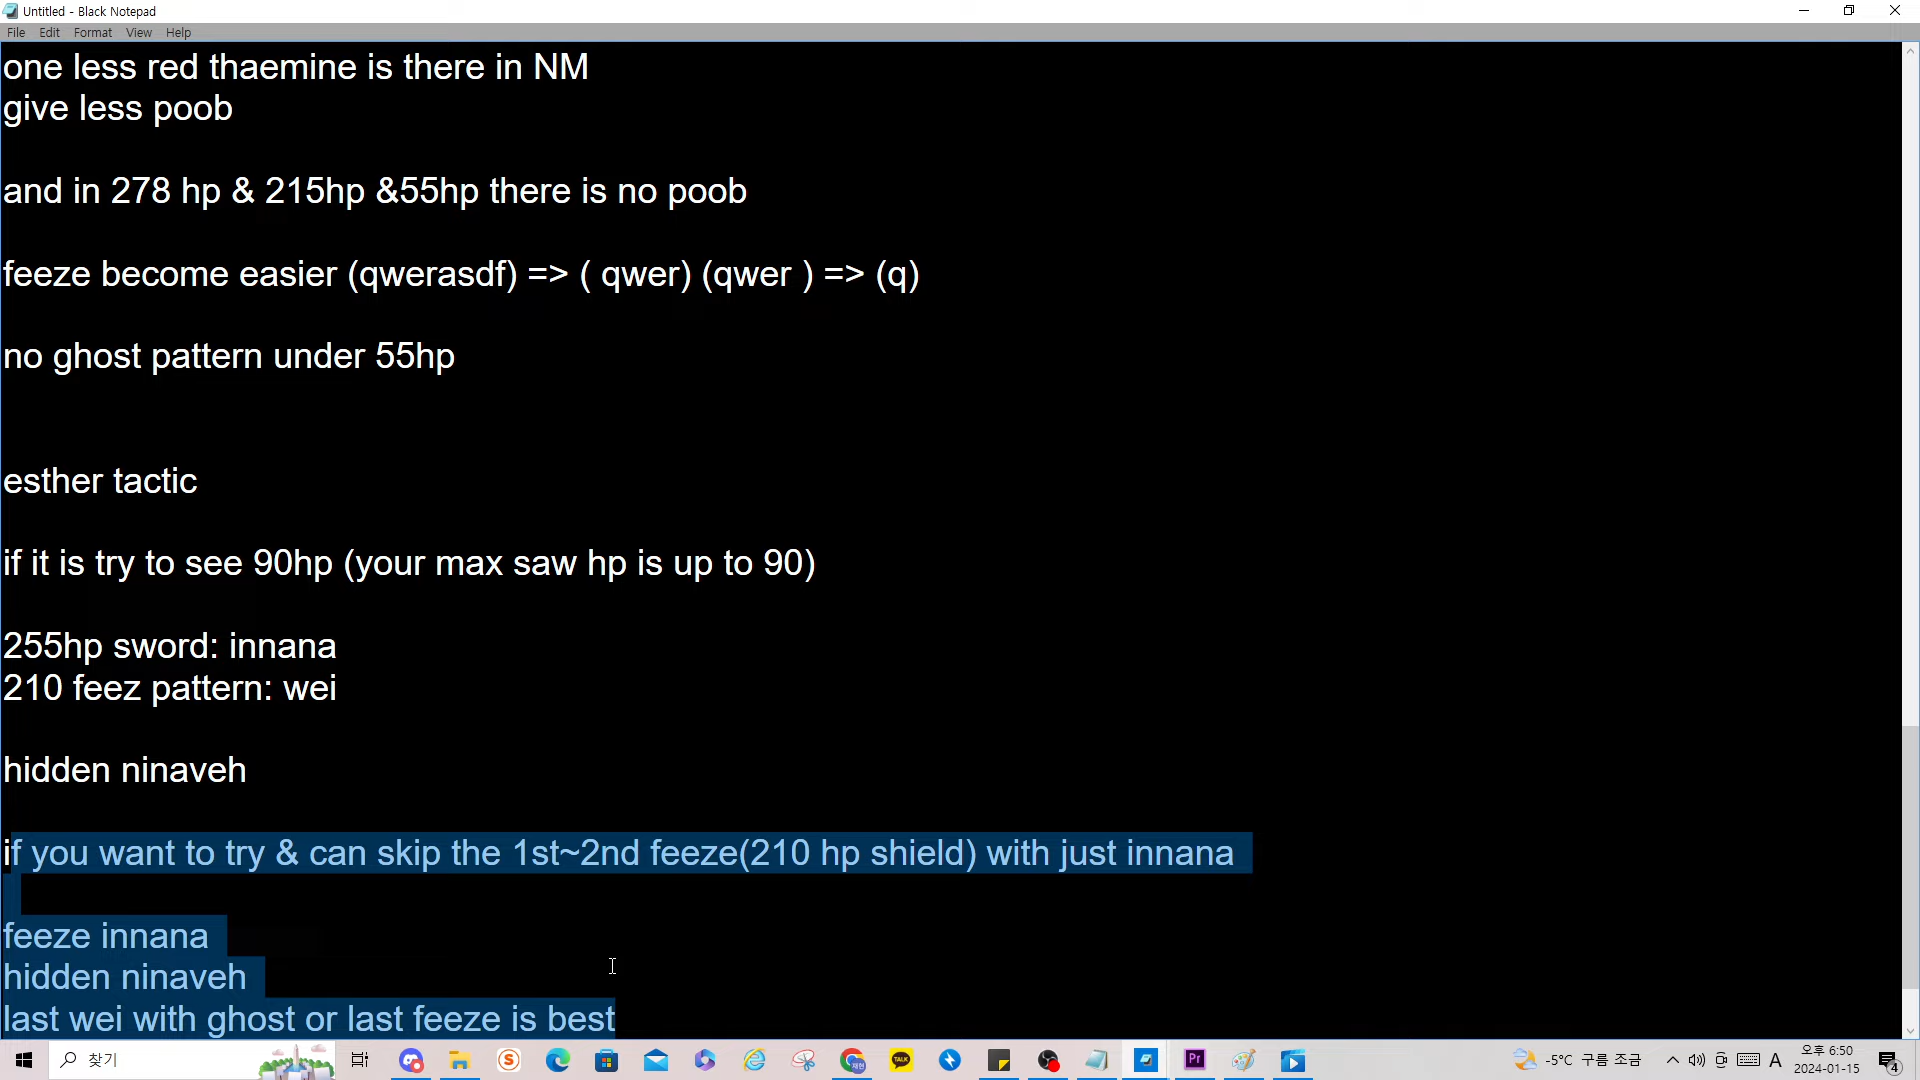 Untitled - Black Notepad
File Edit Format View Help
one less red thaemine is there in NM
give less poob
and in 278 hp & 215hp &55hp there is no poob
feeze become easier (qwerasdf) => ( qwer) (qwer ) => (q)
no ghost pattern under 55hp
esther tactic
if it is try to see 90hp (your max saw hp is up to 90)
255hp sword: innana
210 feez pattern: wei
hidden ninaveh
if you want to try & can skip the 1st~2nd feeze(210 hp shield) with just innana
feeze innana
hidden ninaveh
last wei with ghost or last feeze is best
찾기
S
TALK
Pr
-5°C 구름 조금
A
오후 6:50
2024-01-15
4